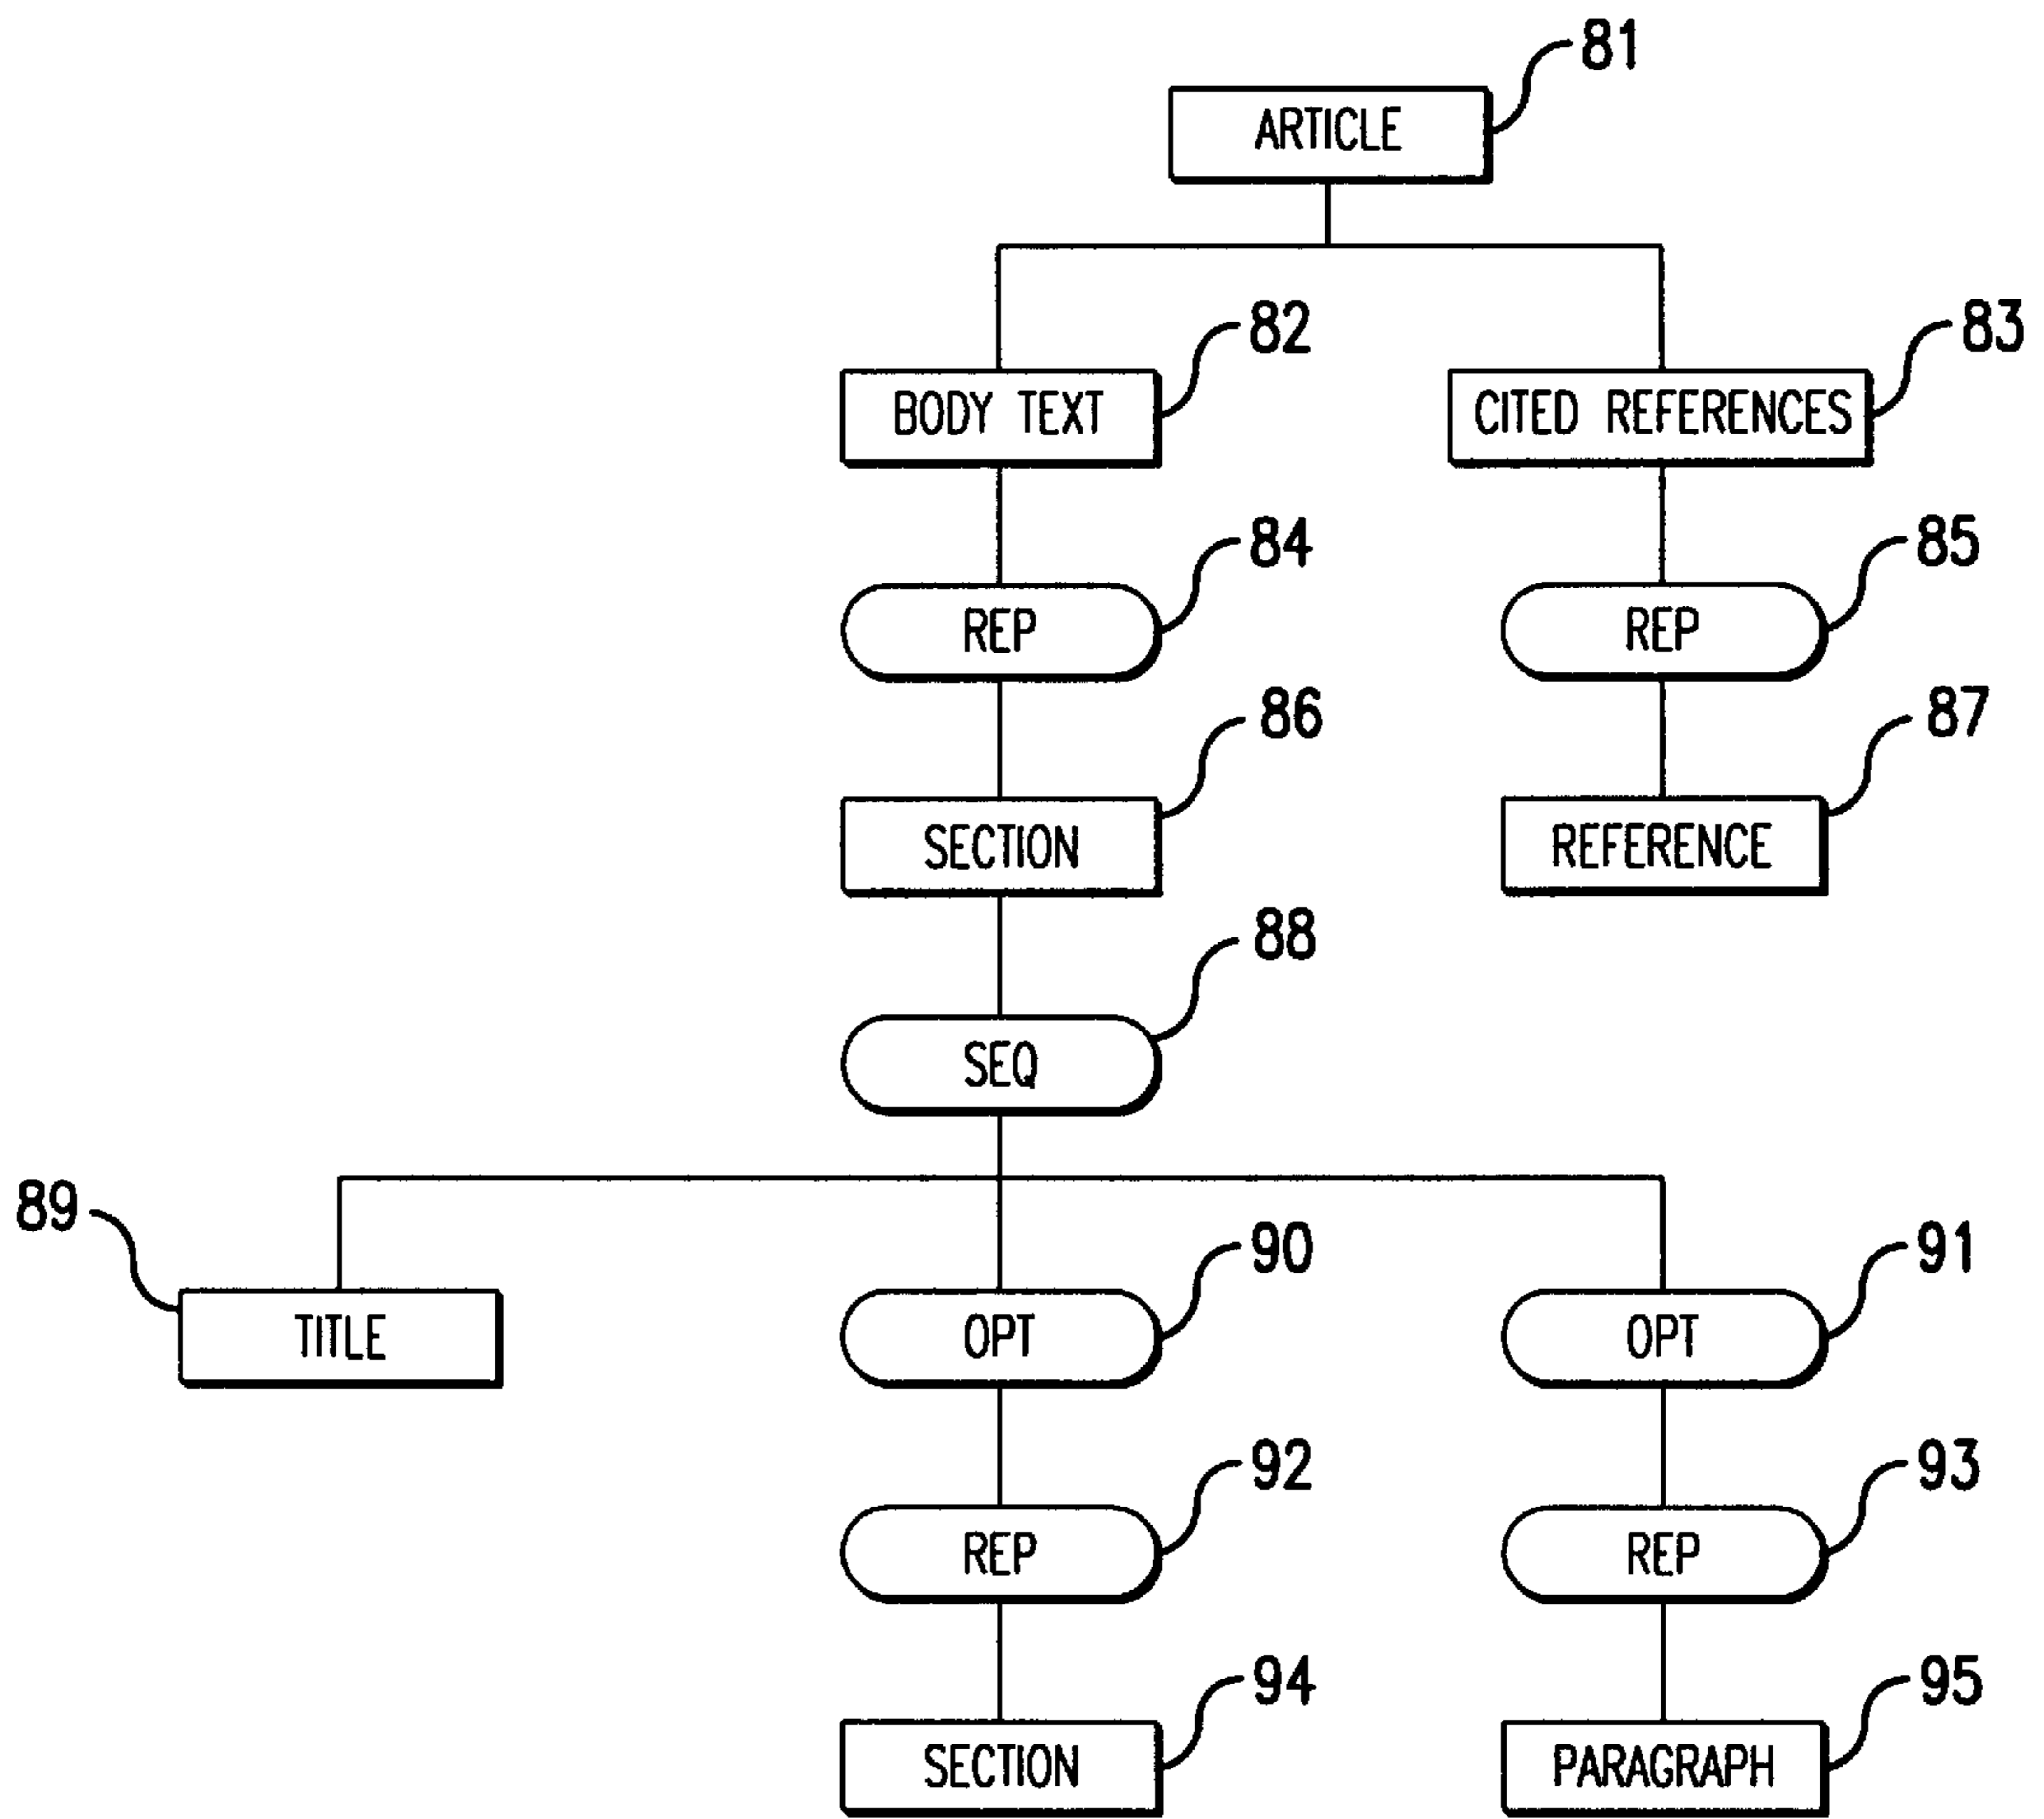 81
ARTICLE
82
83
BODY TEXT
CITED REFERENCES
84
85
REP
REP
86
87
SECTION
REFERENCE
88
SEQ
89
90
91
TITLE
OPT
OPT
92
93
REP
REP
94
95
SECTION
PARAGRAPH